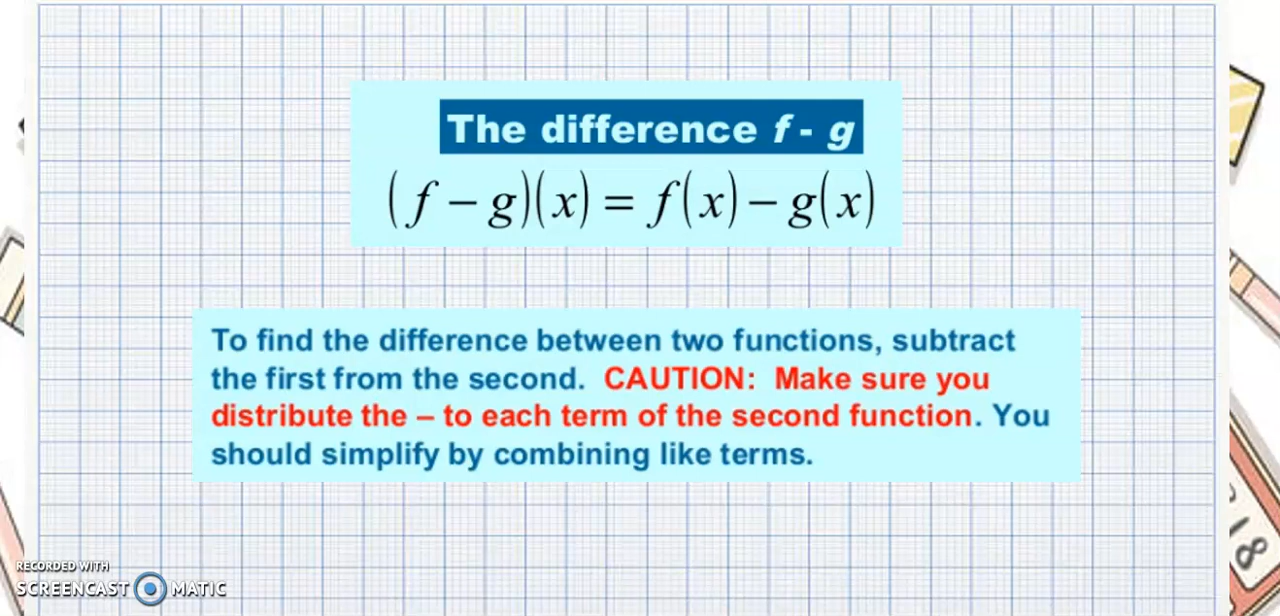 The difference f - g
(f − g)(x) = f(x) − g(x)
To find the difference between two functions, subtract
the first from the second. CAUTION: Make sure you
distribute the – to each term of the second function. You
should simplify by combining like terms.
18
RECORDED WITH
SCREENCAST MATIC